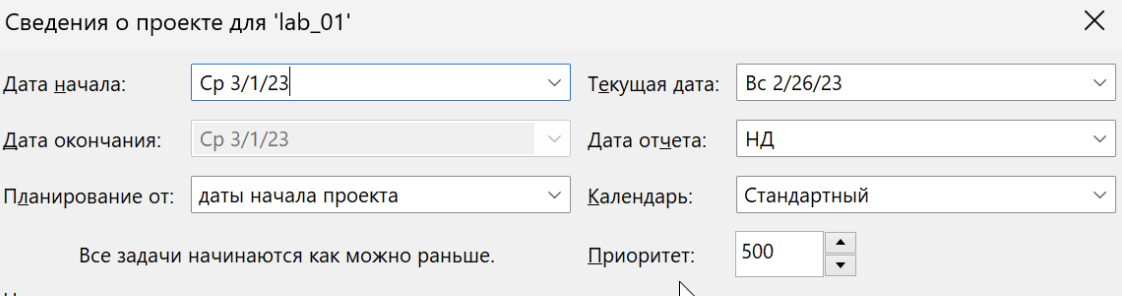 Сведения о проекте для 'lab_01'
Дата начала: Ср 3/1/23 Текущая дата: Вс 2/26/23
Дата окончания: Ср 3/1/23 Дата отчета: НД
Планирование от: даты начала проекта Календарь: Стандартный
Все задачи начинаются как можно раньше. Приоритет: 500